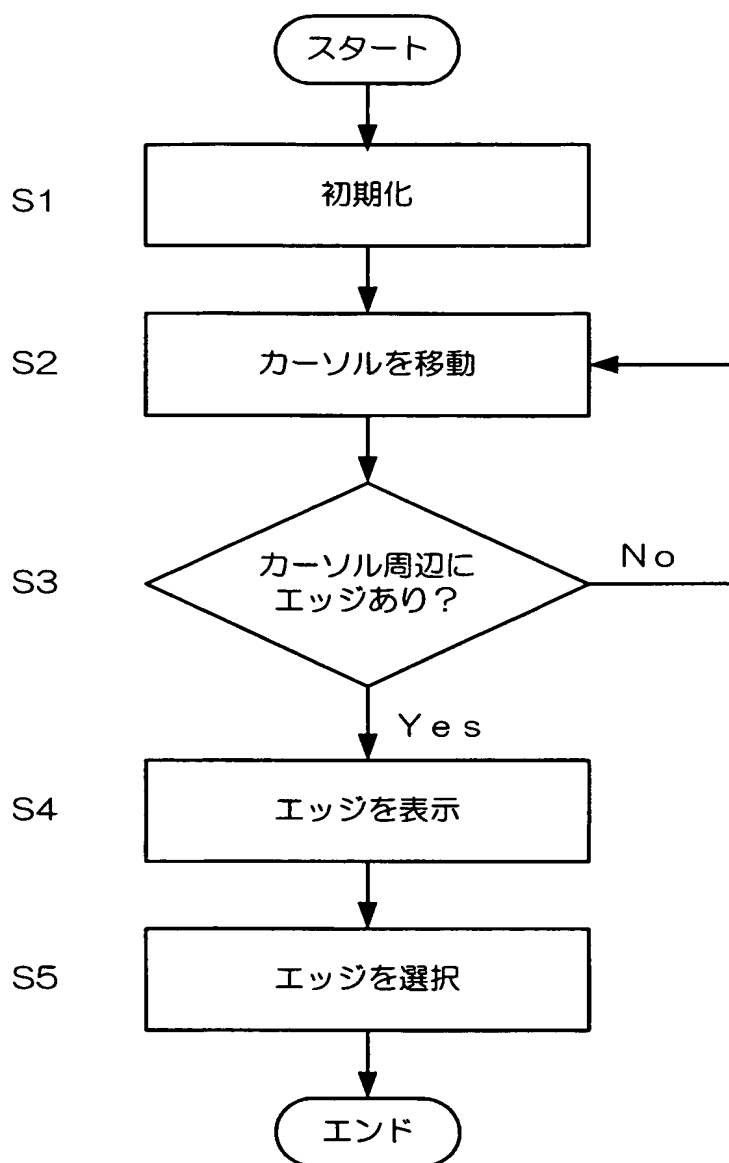 スタート
S1
初期化
S2
カーソルを移動
S3
カーソル周辺に
エッジあり？
No
Yes
S4
エッジを表示
S5
エッジを選択
エンド